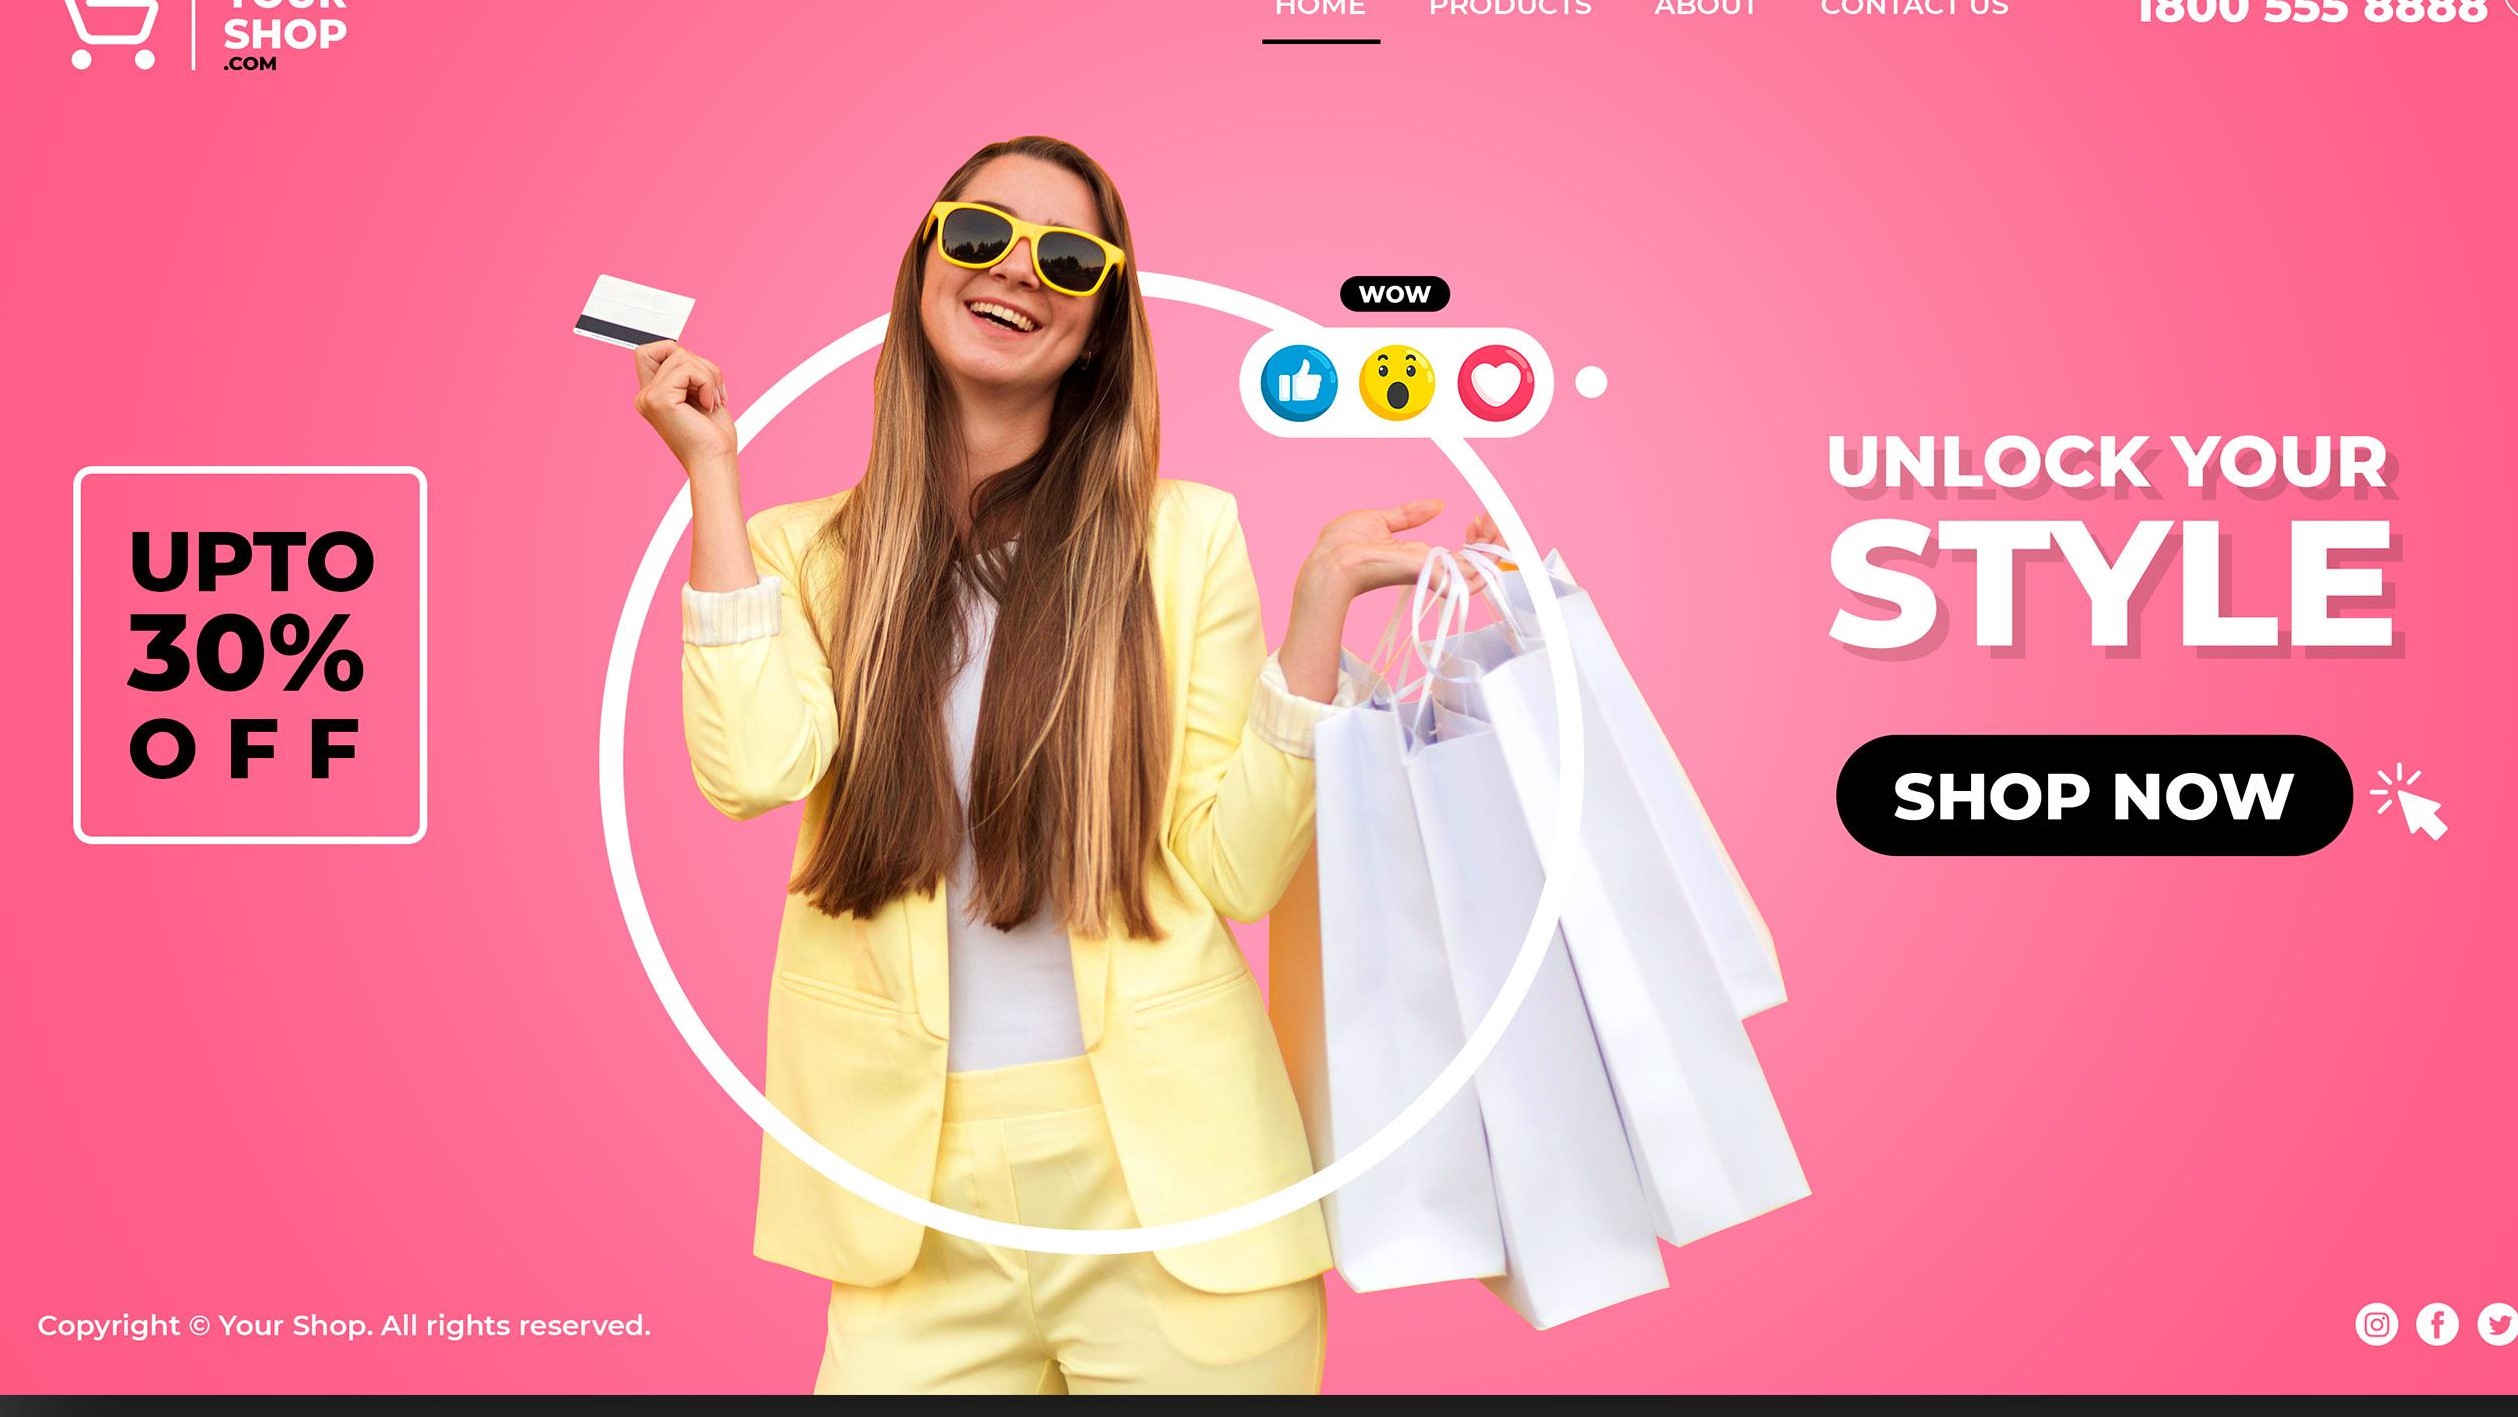 YOUR
SHOP
.COM
HOME PRODUCTS ABOUT CONTACT US 1800 555 8888
WOW
UPTO
30%
OFF
UNLOCK YOUR
STYLE
SHOP NOW
Copyright © Your Shop. All rights reserved.